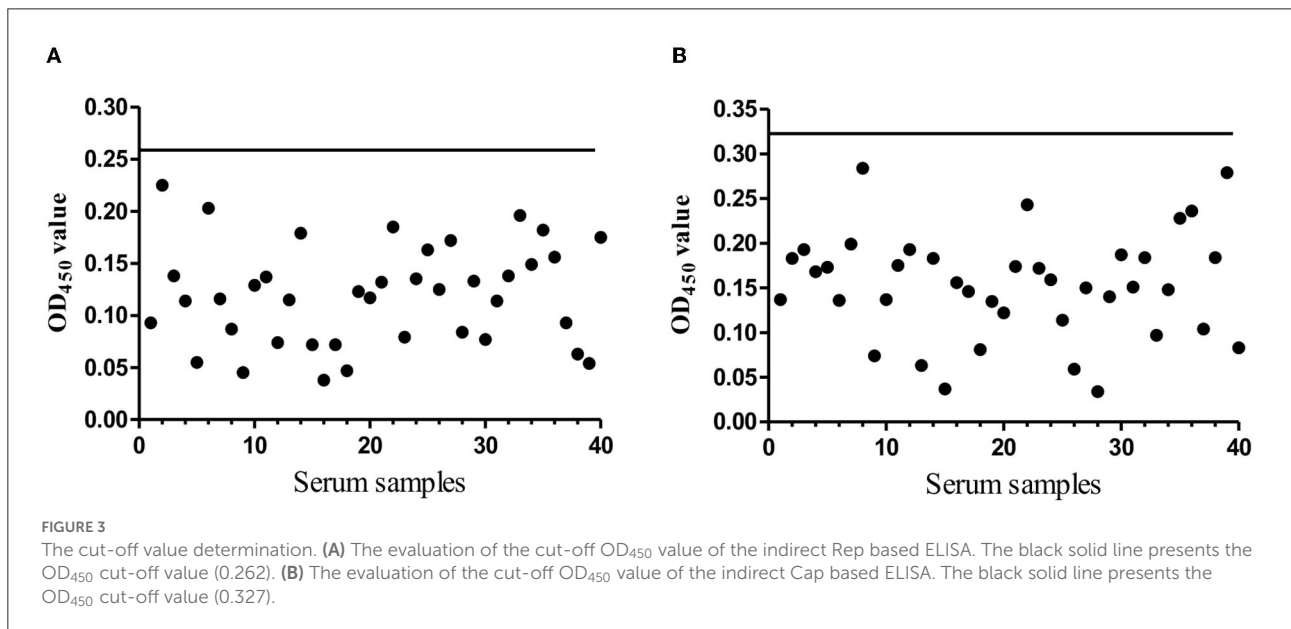 A
B
0.30
0.25
0.20
0.15
0.10
0.05
0.00
OD450 value
0
10
20
30
40
Serum samples
0.35
0.30
0.25
0.20
0.15
0.10
0.05
0.00
OD450 value
0
10
20
30
40
Serum samples
FIGURE 3
The cut-off value determination. (A) The evaluation of the cut-off OD450 value of the indirect Rep based ELISA. The black solid line presents the
OD450 cut-off value (0.262). (B) The evaluation of the cut-off OD450 value of the indirect Cap based ELISA. The black solid line presents the
OD450 cut-off value (0.327).